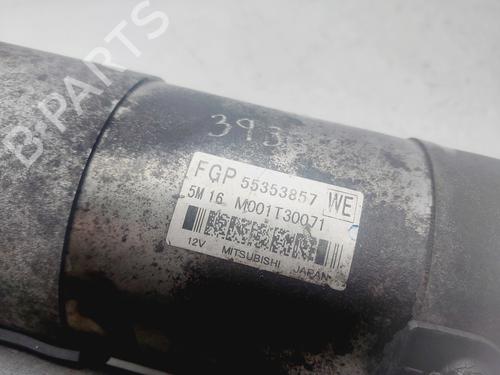 393
FGP 55353857 WE
5M 16 M001T30071
12V MITSUBISHI JAPAN
B-PARTS